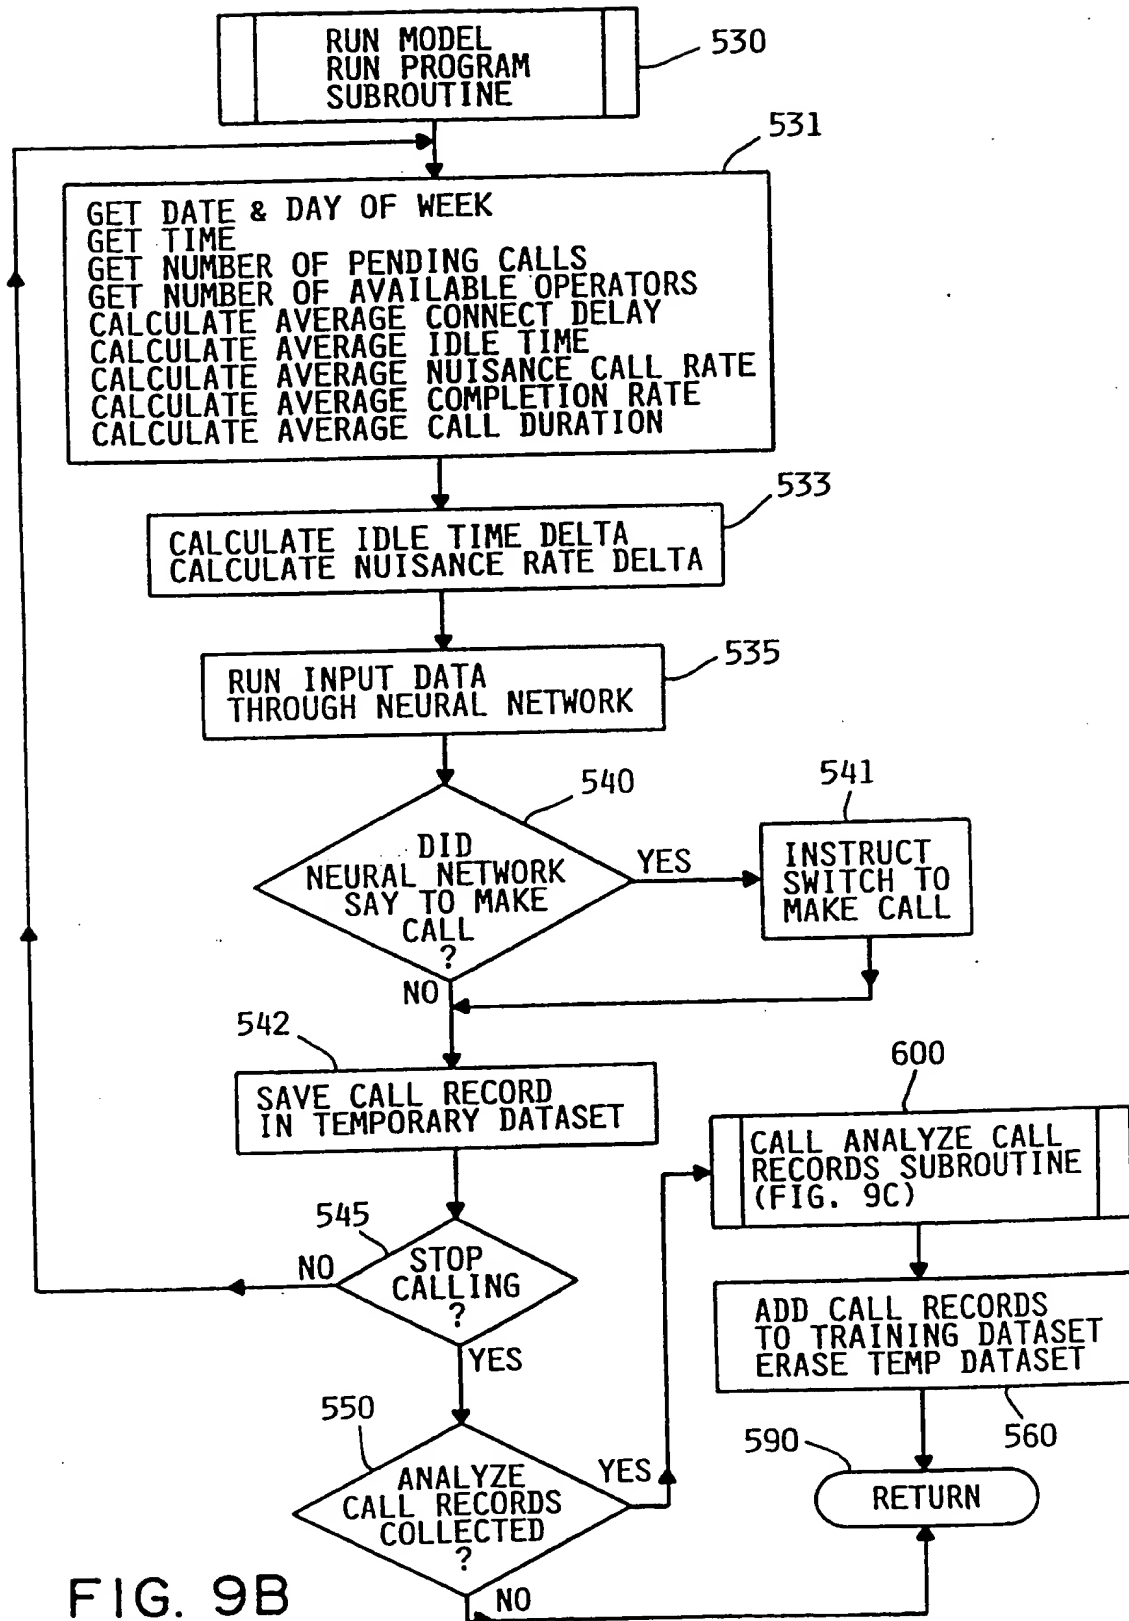 RUN MODEL
RUN PROGRAM
SUBROUTINE
530
531
GET DATE & DAY OF WEEK
GET TIME
GET NUMBER OF PENDING CALLS
GET NUMBER OF AVAILABLE OPERATORS
CALCULATE AVERAGE CONNECT DELAY
CALCULATE AVERAGE IDLE TIME
CALCULATE AVERAGE NUISANCE CALL RATE
CALCULATE AVERAGE COMPLETION RATE
CALCULATE AVERAGE CALL DURATION
533
CALCULATE IDLE TIME DELTA
CALCULATE NUISANCE RATE DELTA
535
RUN INPUT DATA
THROUGH NEURAL NETWORK
540
DID
NEURAL NETWORK
SAY TO MAKE
CALL
?
YES
541
INSTRUCT
SWITCH TO
MAKE CALL
NO
542
SAVE CALL RECORD
IN TEMPORARY DATASET
545
STOP
CALLING
?
NO
YES
550
ANALYZE
CALL RECORDS
COLLECTED
?
YES
NO
600
CALL ANALYZE CALL
RECORDS SUBROUTINE
(FIG. 9C)
ADD CALL RECORDS
TO TRAINING DATASET
ERASE TEMP DATASET
560
590
RETURN
FIG. 9B